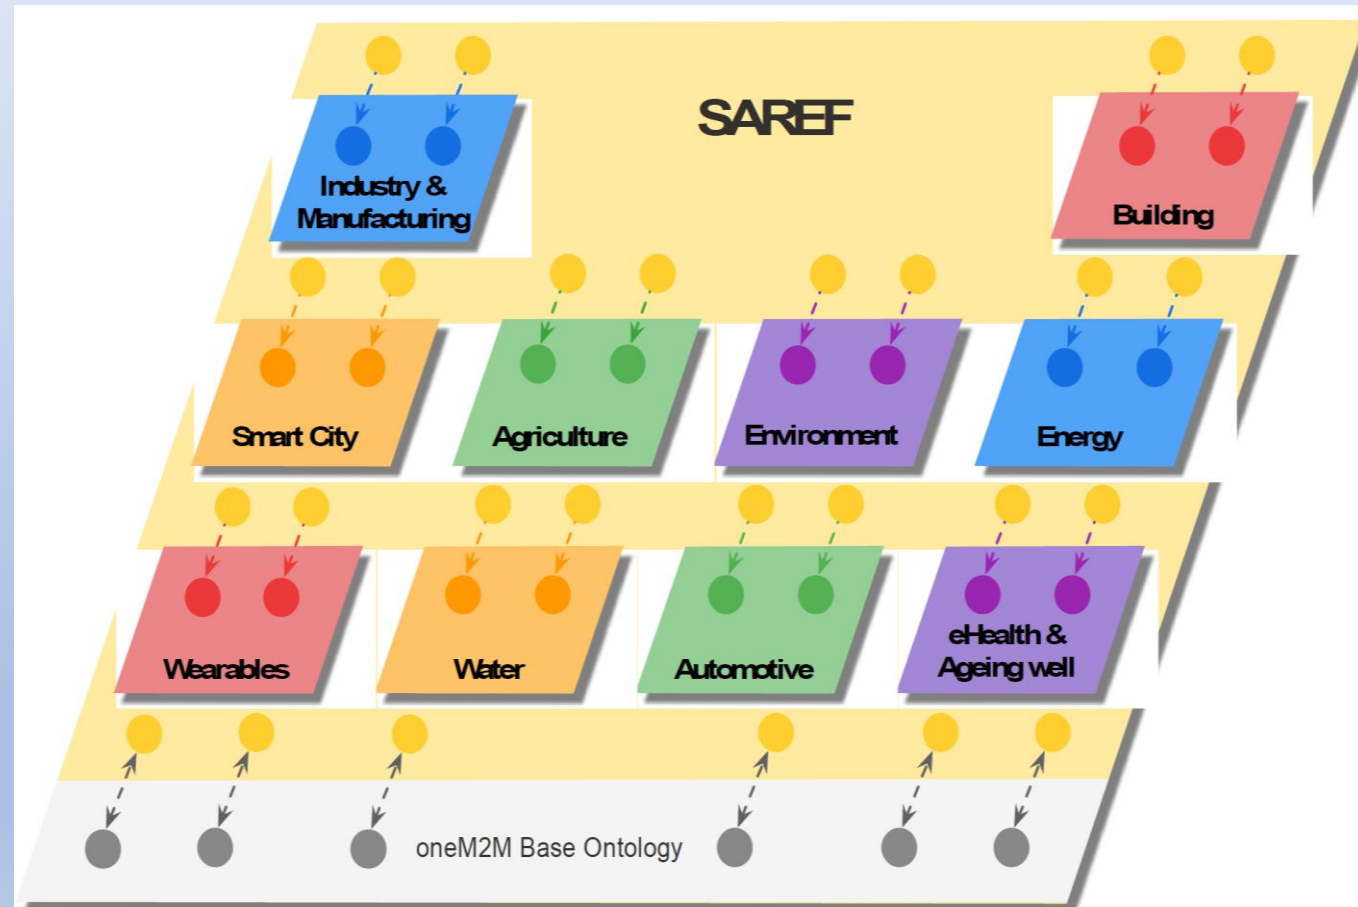 SAREF
Industry &
Manufacturing
Building
Smart City
Agriculture
Environment
Energy
Wearables
Water
Automotive
eHealth &
Ageing well
oneM2M Base Ontology